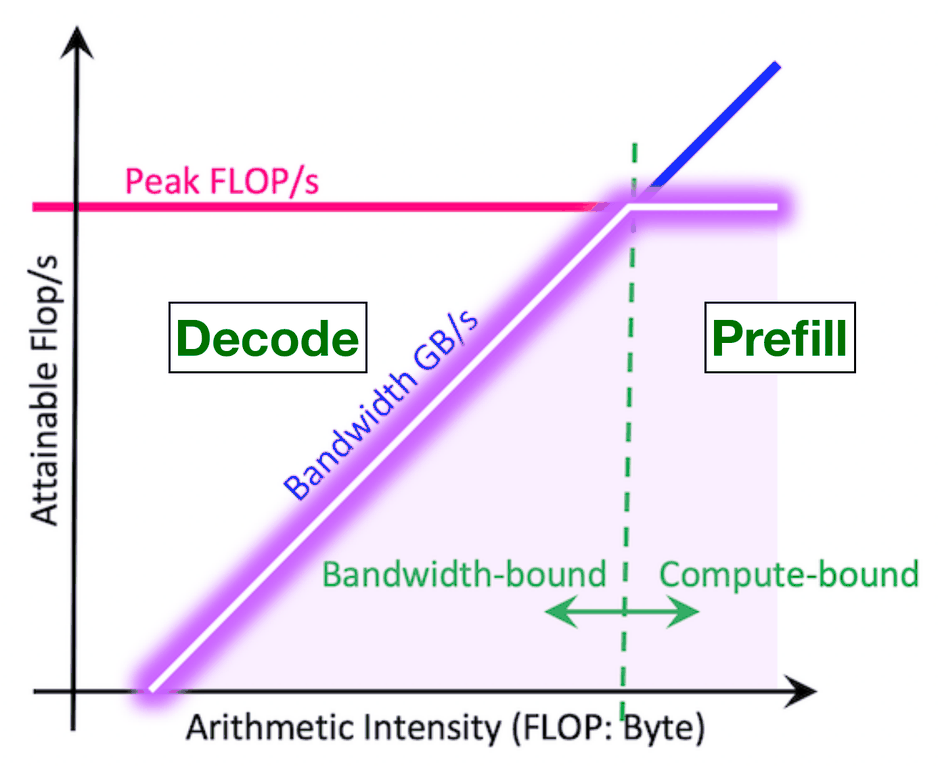 Peak FLOP/s
Attainable Flop/s
Decode
Bandwidth GB/s
Prefill
Bandwidth-bound
Compute-bound
Arithmetic Intensity (FLOP: Byte)